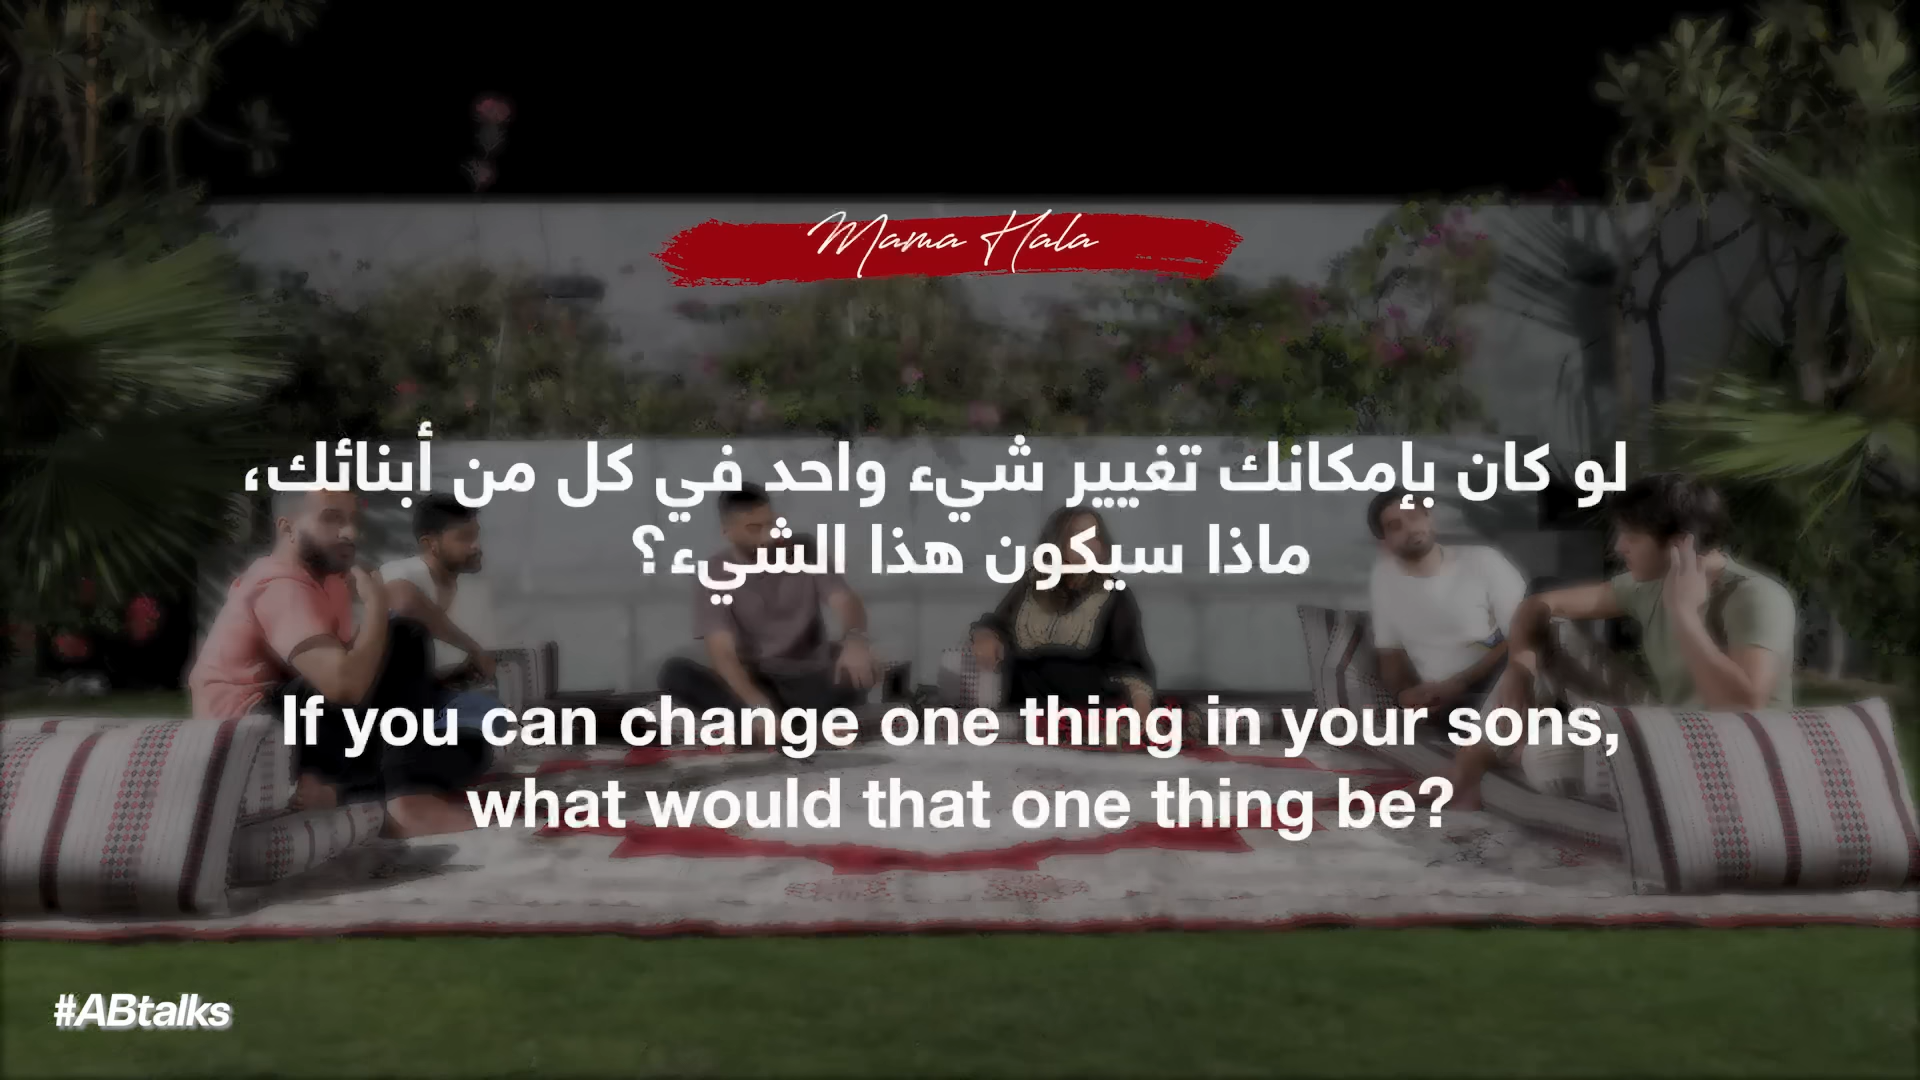 Mama Hala
لو كان بإمكانك تغيير شيء واحد في كل من أبنائك،
ماذا سيكون هذا الشيء؟
If you can change one thing in your sons,
what would that one thing be?
#ABtalks